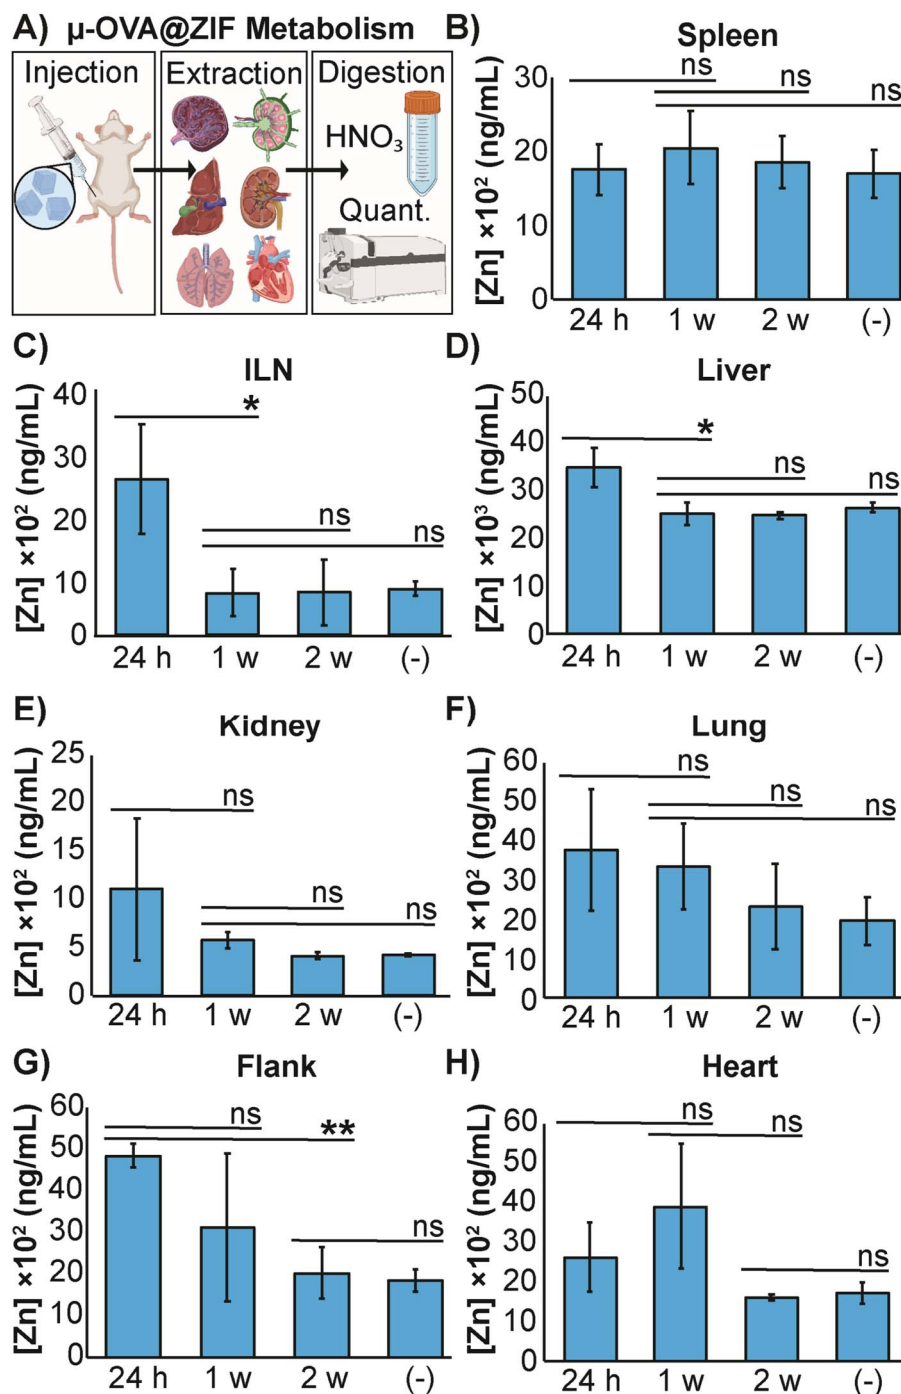 A) μ-OVA@ZIF Metabolism
Injection
Extraction
Digestion
HNO₃
Quant.
B)
Spleen
[Zn] ×10² (ng/mL)
30
20
10
0
ns
ns
ns
24 h 1 w 2 w (-)
C)
ILN
[Zn] ×10² (ng/mL)
40
30
20
10
0
*
ns
ns
24 h 1 w 2 w (-)
D)
Liver
[Zn] ×10³ (ng/mL)
50
40
30
20
10
0
*
ns
ns
24 h 1 w 2 w (-)
E)
Kidney
[Zn] ×10² (ng/mL)
25
20
15
10
5
0
ns
ns
ns
24 h 1 w 2 w (-)
F)
Lung
[Zn] ×10² (ng/mL)
60
50
40
30
20
10
0
ns
ns
ns
24 h 1 w 2 w (-)
G)
Flank
[Zn] ×10² (ng/mL)
60
50
40
30
20
10
0
ns
**
ns
24 h 1 w 2 w (-)
H)
Heart
[Zn] ×10² (ng/mL)
60
50
40
30
20
10
0
ns
ns
ns
24 h 1 w 2 w (-)